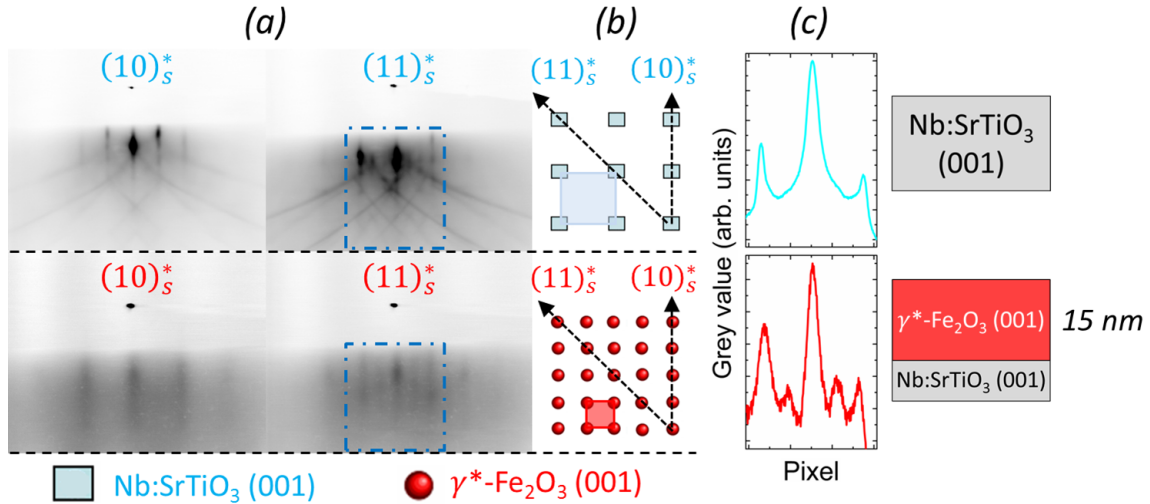 (a)
(b)
(c)
(10)*s
(11)*s
(11)*s
(10)*s
Nb:SrTiO3
(001)
(10)*s
(11)*s
(11)*s
(10)*s
Grey value (arb. units)
γ*-Fe2O3 (001)
15 nm
Nb:SrTiO3 (001)
Pixel
Nb:SrTiO3 (001)
γ*-Fe2O3 (001)